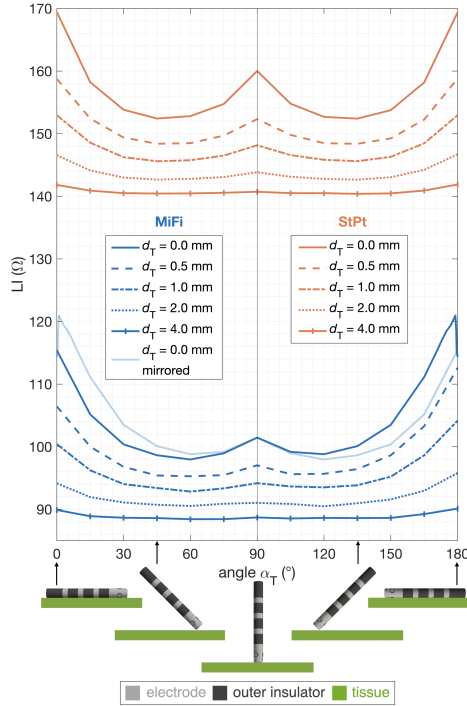 170
160
150
140
130
120
110
100
90
LI (Ω)
MiFi
d_T = 0.0 mm
d_T = 0.5 mm
d_T = 1.0 mm
d_T = 2.0 mm
d_T = 4.0 mm
d_T = 0.0 mm
mirrored
StPt
d_T = 0.0 mm
d_T = 0.5 mm
d_T = 1.0 mm
d_T = 2.0 mm
d_T = 4.0 mm
0 30 60 90 120 150 180
angle α_T (°)
electrode outer insulator tissue